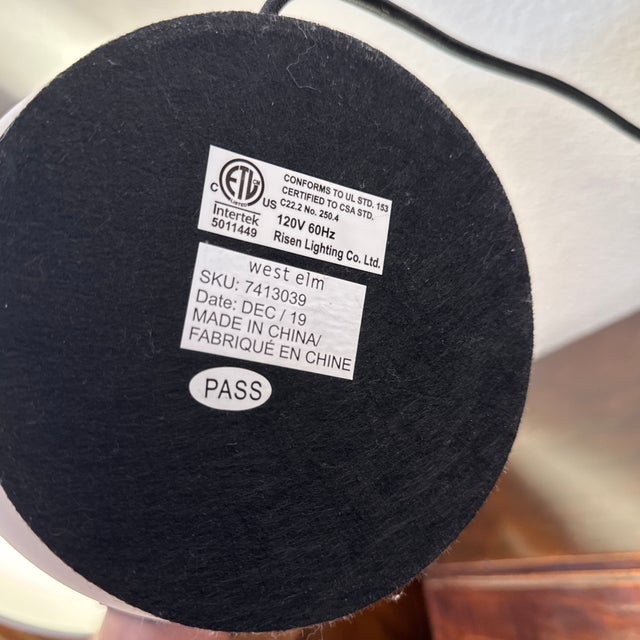 C ETL US
Intertek
5011449
CONFORMS TO UL STD. 153
CERTIFIED TO CSA STD.
C22.2 No. 250.4
120V 60Hz
Risen Lighting Co. Ltd.
west elm
SKU: 7413039
Date: DEC / 19
MADE IN CHINA/
FABRIQUÉ EN CHINE
PASS